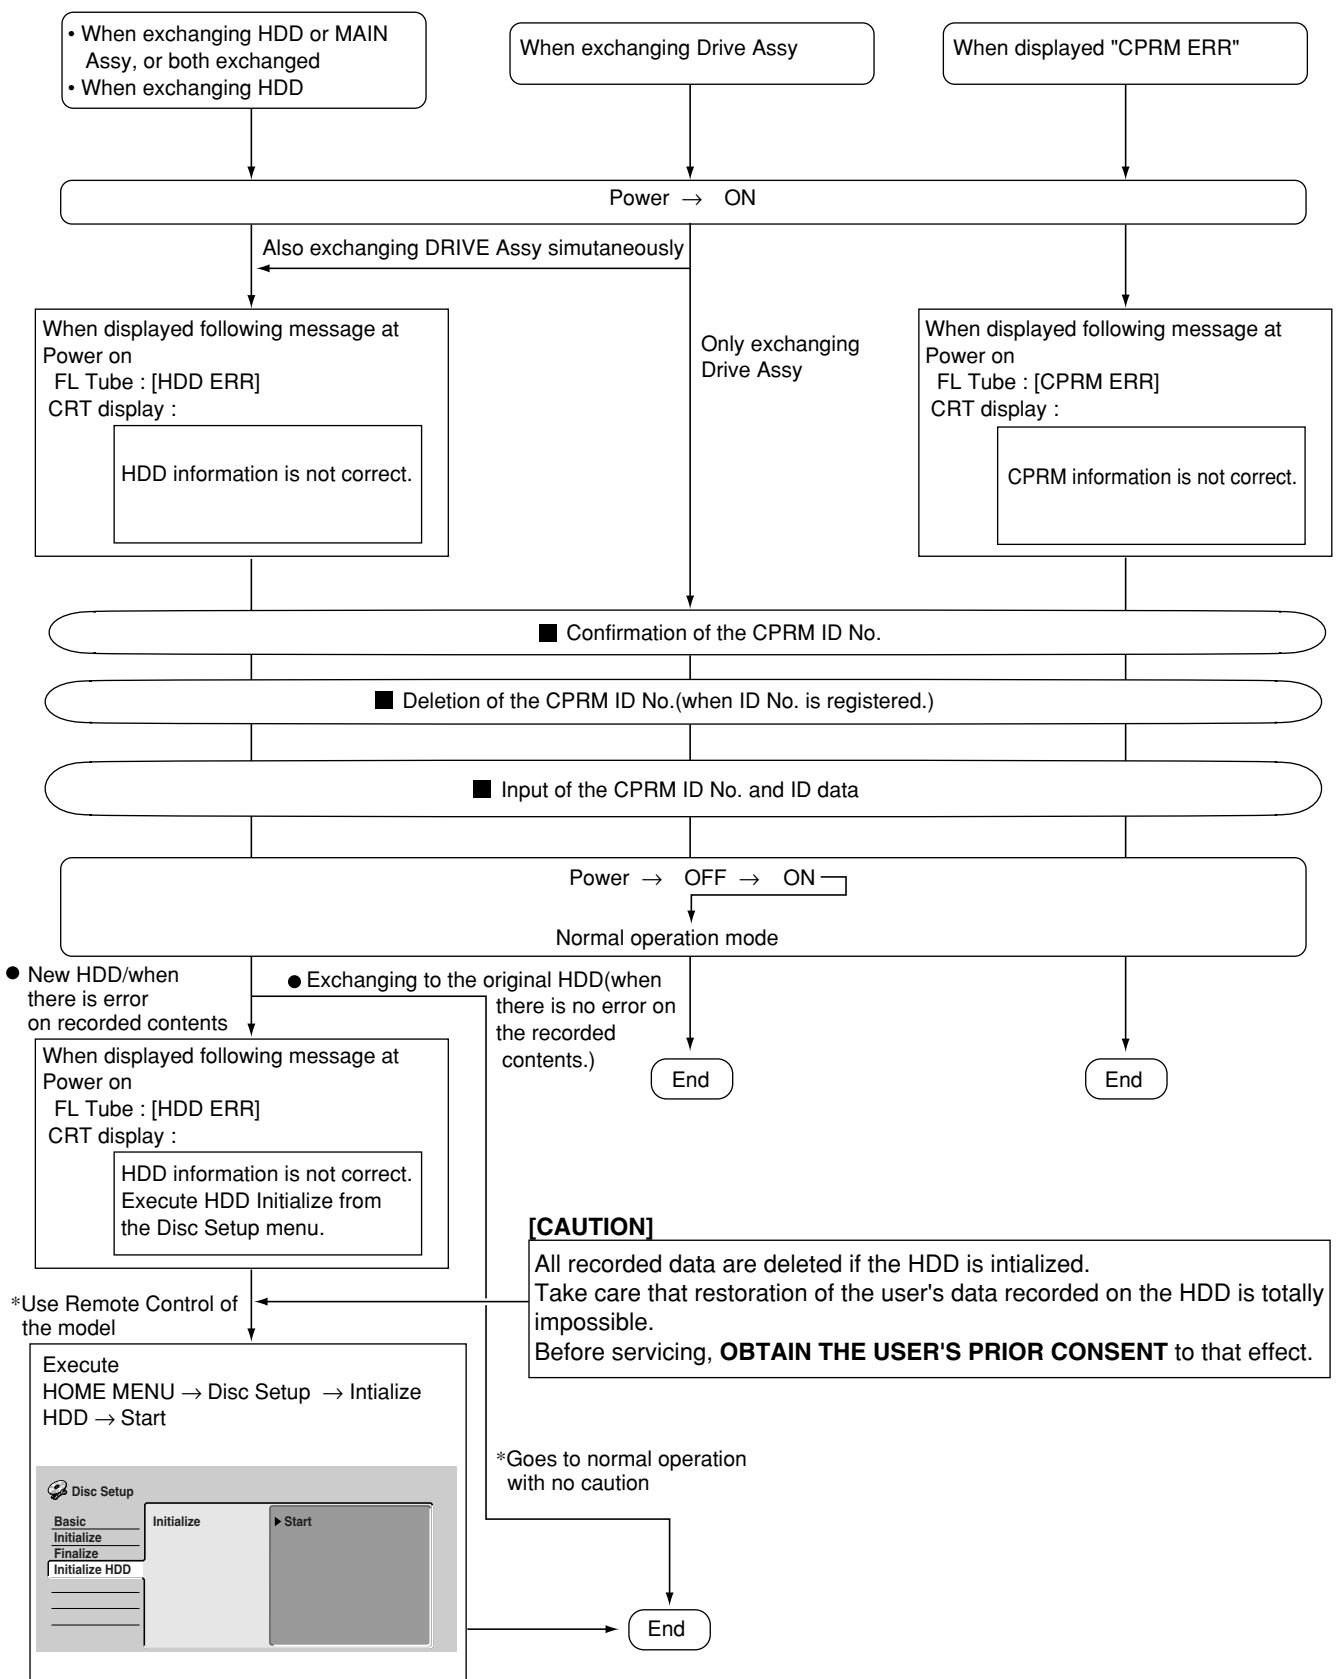 • When exchanging HDD or MAIN
Assy, or both exchanged
• When exchanging HDD
When exchanging Drive Assy
When displayed "CPRM ERR"
Power → ON
Also exchanging DRIVE Assy simutaneously
When displayed following message at
Power on
FL Tube : [HDD ERR]
CRT display :
HDD information is not correct.
Only exchanging
Drive Assy
When displayed following message at
Power on
FL Tube : [CPRM ERR]
CRT display :
CPRM information is not correct.
■ Confirmation of the CPRM ID No.
■ Deletion of the CPRM ID No.(when ID No. is registered.)
■ Input of the CPRM ID No. and ID data
Power → OFF → ON
Normal operation mode
● New HDD/when
there is error
on recorded contents
● Exchanging to the original HDD(when
there is no error on
the recorded
contents.)
End
End
When displayed following message at
Power on
FL Tube : [HDD ERR]
CRT display :
HDD information is not correct.
Execute HDD Initialize from
the Disc Setup menu.
[CAUTION]
All recorded data are deleted if the HDD is intialized.
Take care that restoration of the user's data recorded on the HDD is totally
impossible.
Before servicing, OBTAIN THE USER'S PRIOR CONSENT to that effect.
*Use Remote Control of
the model
Execute
HOME MENU → Disc Setup → Intialize
HDD → Start
*Goes to normal operation
with no caution
Disc Setup
Basic
Initialize
Finalize
Initialize HDD
Initialize
Start
End